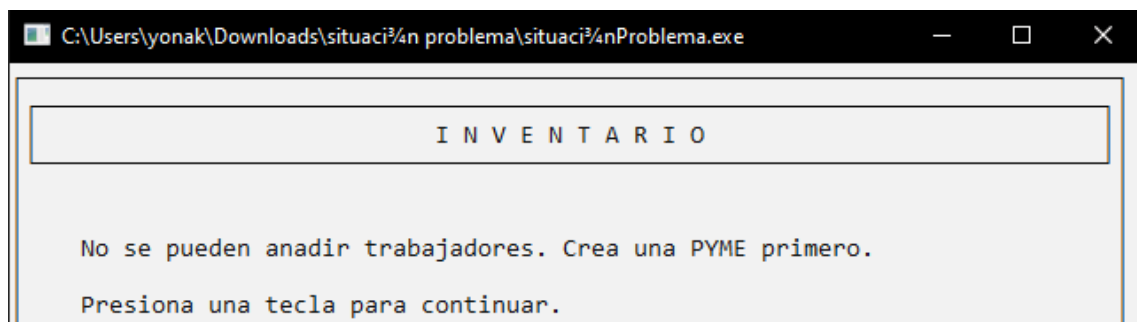 C:\Users\yonak\Downloads\situaci¾n problema\situaci¾nProblema.exe
I N V E N T A R I O
No se pueden anadir trabajadores. Crea una PYME primero.
Presiona una tecla para continuar.